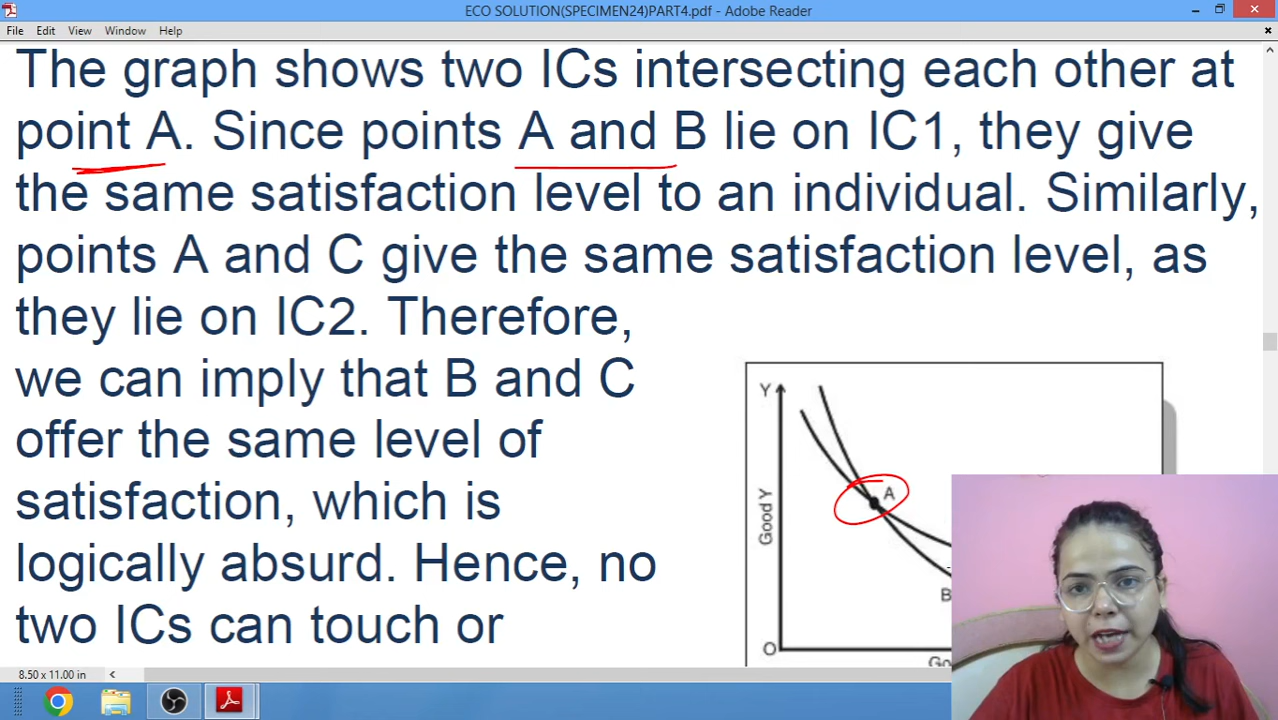 ECO SOLUTION(SPECIMEN24)PART4.pdf - Adobe Reader
File Edit View Window Help
The graph shows two ICs intersecting each other at
point A. Since points A and B lie on IC1, they give
the same satisfaction level to an individual. Similarly,
points A and C give the same satisfaction level, as
they lie on IC2. Therefore,
we can imply that B and C
offer the same level of
satisfaction, which is
logically absurd. Hence, no
two ICs can touch or
Y
A
Good Y
B
O
8.50 x 11.00 in